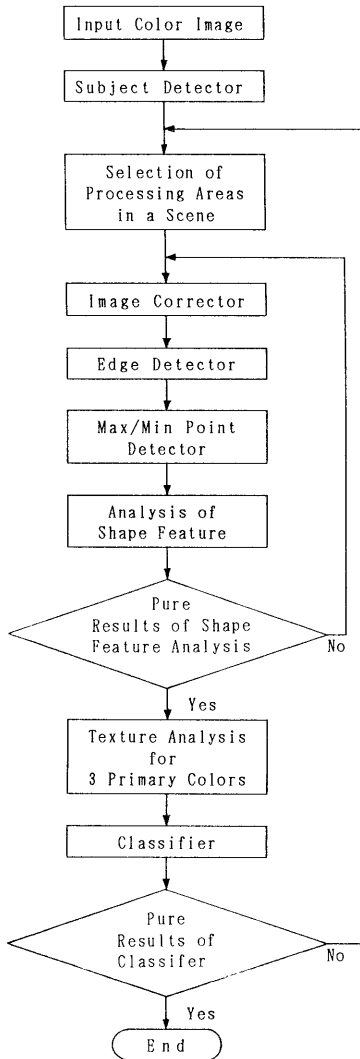 Input Color Image
Subject Detector
Selection of
Processing Areas
in a Scene
Image Corrector
Edge Detector
Max/Min Point
Detector
Analysis of
Shape Feature
Pure
Results of Shape
Feature Analysis
No
Yes
Texture Analysis
for
3 Primary Colors
Classifier
Pure
Results of
Classifer
No
Yes
End